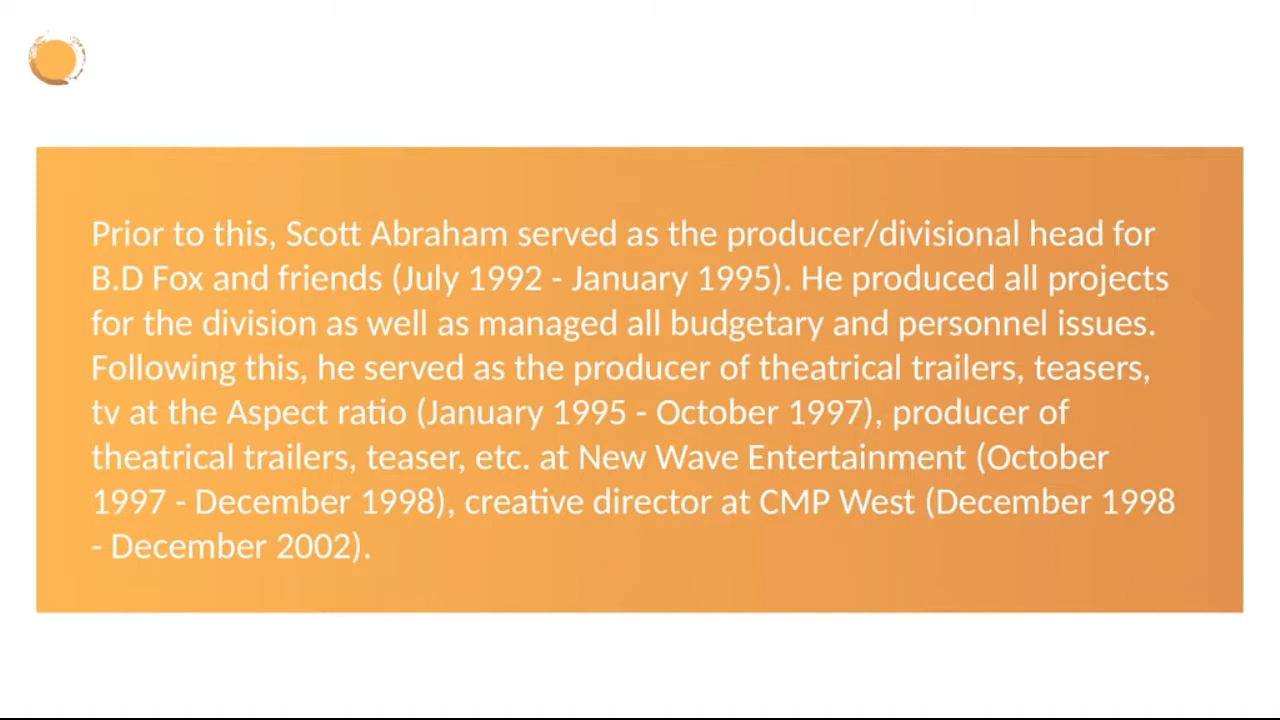 Prior to this, Scott Abraham served as the producer/divisional head for
B.D Fox and friends (July 1992 - January 1995). He produced all projects
for the division as well as managed all budgetary and personnel issues.
Following this, he served as the producer of theatrical trailers, teasers,
tv at the Aspect ratio (January 1995 - October 1997), producer of
theatrical trailers, teaser, etc. at New Wave Entertainment (October
1997 - December 1998), creative director at CMP West (December 1998
- December 2002).